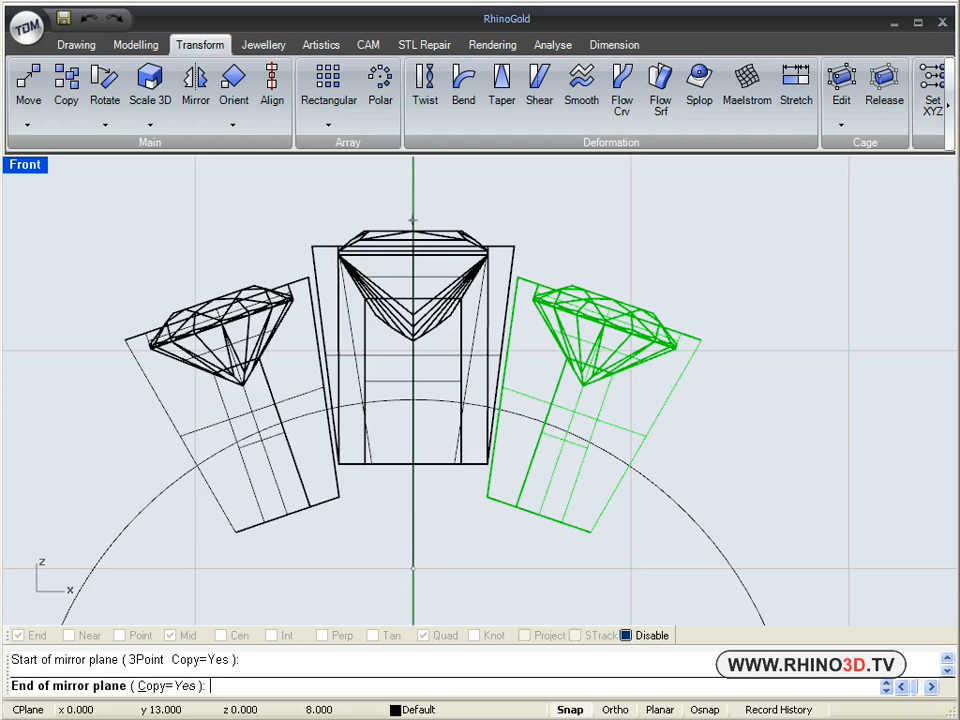 RhinoGold
TDM
Drawing Modelling Transform Jewellery Artistics CAM STL Repair Rendering Analyse Dimension
Move Copy Rotate Scale 3D Mirror Orient Align Rectangular Polar Twist Bend Taper Shear Smooth Flow Crv Flow Srf Splop Maelstrom Stretch Edit Release Set XYZ
Main Array Deformation Cage
Front
z
x
End Near Point Mid Cen Int Perp Tan Quad Knot Project STrack Disable
Start of mirror plane ( 3Point Copy=Yes ):
WWW.RHINO3D.TV
End of mirror plane ( Copy=Yes ):
CPlane x 0.000 y 13.000 z 0.000 8.000 Default Snap Ortho Planar Osnap Record History